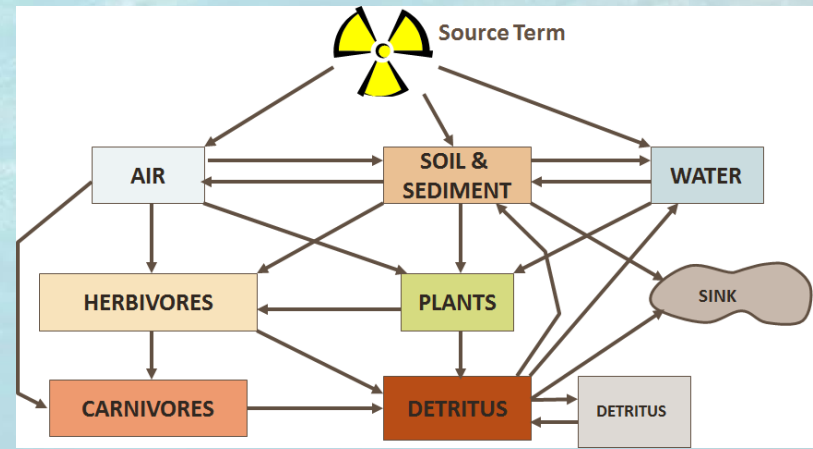 Source Term
AIR
SOIL &
SEDIMENT
WATER
HERBIVORES
PLANTS
SINK
CARNIVORES
DETRITUS
DETRITUS